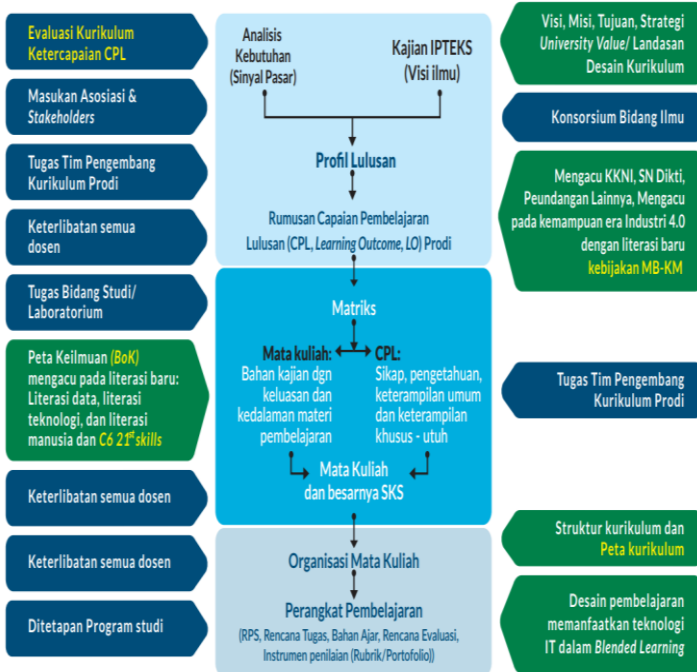 Evaluasi Kurikulum
Ketercapaian CPL
Masukan Asosiasi &
Stakeholders
Tugas Tim Pengembang
Kurikulum Prodi
Keterlibatan semua
dosen
Tugas Bidang Studi/
Laboratorium
Peta Keilmuan (BoK)
mengacu pada literasi baru:
Literasi data, literasi
teknologi, dan literasi
manusia dan C6 21st skills
Keterlibatan semua dosen
Keterlibatan semua dosen
Ditetapan Program studi
Analisis
Kebutuhan
(Sinyal Pasar)
Kajian IPTEKS
(Visi ilmu)
Profil Lulusan
Rumusan Capaian Pembelajaran
Lulusan (CPL, Learning Outcome, LO) Prodi
Matriks
Mata kuliah:
Bahan kajian dgn
keluasan dan
kedalaman materi
pembelajaran
CPL:
Sikap, pengetahuan,
keterampilan umum
dan keterampilan
khusus - utuh
Mata Kuliah
dan besarnya SKS
Organisasi Mata Kuliah
Perangkat Pembelajaran
(RPS, Rencana Tugas, Bahan Ajar, Rencana Evaluasi,
Instrumen penilaian (Rubrik/Portofolio))
Visi, Misi, Tujuan, Strategi
University Value/ Landasan
Desain Kurikulum
Konsorsium Bidang Ilmu
Mengacu KKNI, SN Dikti,
Peundangan Lainnya, Mengacu
pada kemampuan era Industri 4.0
dengan literasi baru
kebijakan MB-KM
Tugas Tim Pengembang
Kurikulum Prodi
Struktur kurikulum dan
Peta kurikulum
Desain pembelajaran
memanfaatkan teknologi
IT dalam Blended Learning